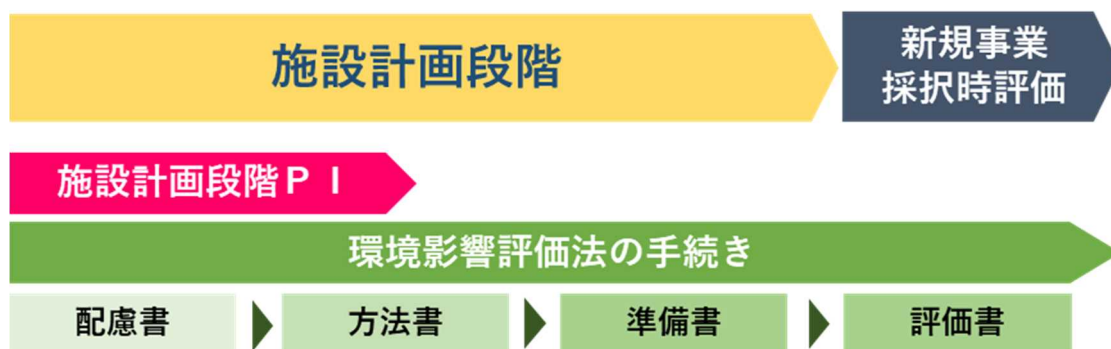 施設計画段階
新規事業
採択時評価
施設計画段階ＰＩ
環境影響評価法の手続き
配慮書
方法書
準備書
評価書